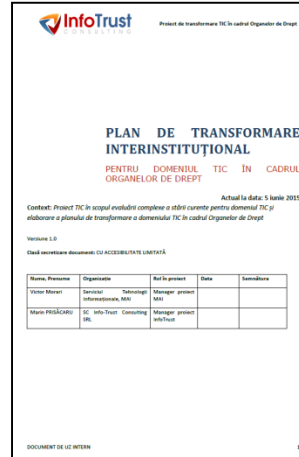 InfoTrust
CONSULTING
Proiect de transformare TIC în cadrul Organelor de Drept
PLAN DE TRANSFORMARE
INTERINSTITUȚIONAL
PENTRU DOMENIUL TIC ÎN CADRUL
ORGANELOR DE DREPT
Actual la data: 5 iunie 2015
Context: Proiect TIC în scopul evaluării complexe a stării curente pentru domeniul TIC și
elaborare a planului de transformare a domeniului TIC în cadrul Organelor de Drept
Versiune 1.0
Clasă secretizare document: CU ACCESIBILITATE LIMITATĂ
Nume, Prenume Organizație Rol în proiect Data Semnătura
Victor Morari Serviciul Tehnologii Manager proiect
Informaționale, MAI MAI
Marin PRISĂCARU SC Info-Trust Consulting Manager proiect
SRL InfoTrust
DOCUMENT DE UZ INTERN 1